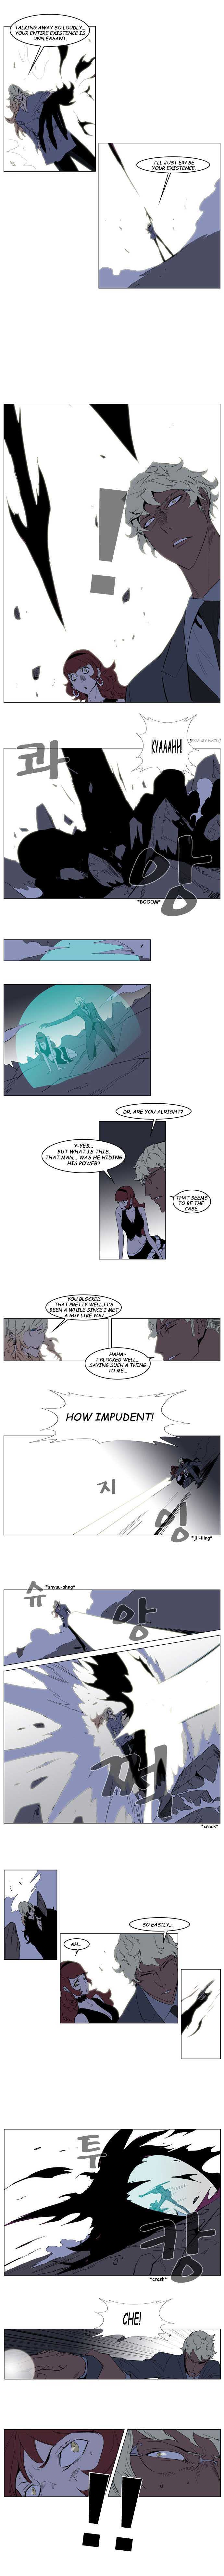 TALKING AWAY SO LOUDLY...
YOUR ENTIRE EXISTENCE IS
UNPLEASANT.
I'LL JUST ERASE
YOUR EXISTENCE.
!
KYAAAHH!
콰
앙
*BOOOM*
DR. ARE YOU ALRIGHT?
Y-YES...
BUT WHAT IS THIS.
THAT MAN... WAS HE HIDING
HIS POWER?
THAT SEEMS
TO BE THE
CASE.
YOU BLOCKED
THAT PRETTY WELL.IT'S
BEEN A WHILE SINCE I MET
A GUY LIKE YOU.
HAHA~
I BLOCKED WELL...
SAYING SUCH A THING
TO ME...
HOW IMPUDENT!
지
잉
*jii-iing*
슈
*shyuu-ahng*
앙
쩍
*crack*
SO EASILY...
AH...
투
캉
*crash*
CHE!
!!